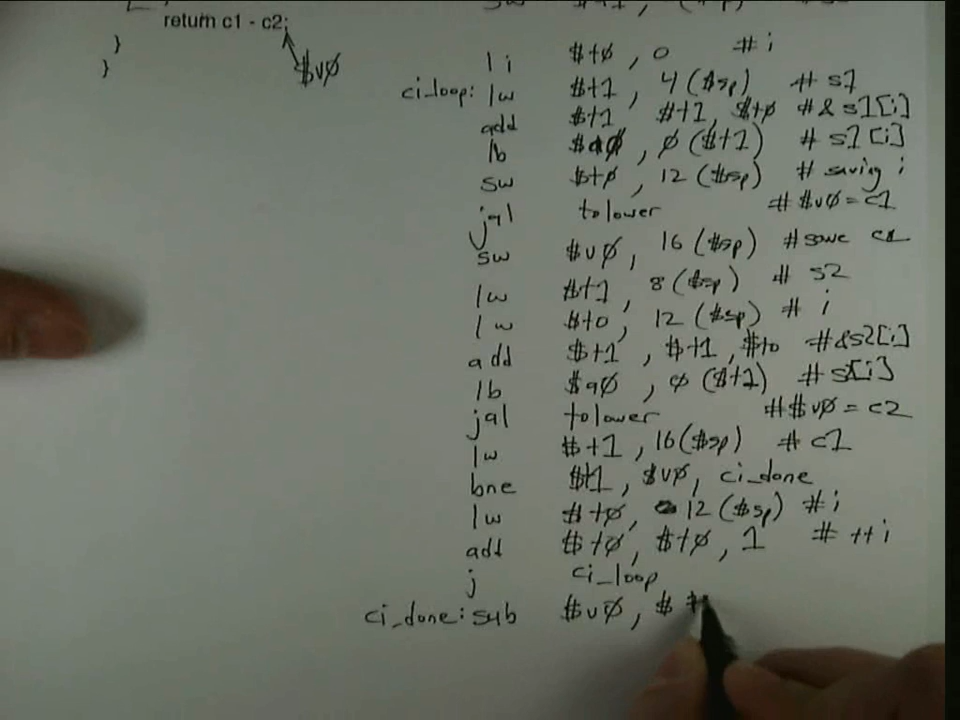 return c1 - c2;
}
}
$v0
li $t0, 0 # i
ci_loop: lw $t1, 4($sp) # s1
add $t1, $t1, $t0 # &s1[i]
lb $a0, 0($t1) # s1[i]
sw $t0, 12($sp) # saving i
jal tolower # $v0=c1
sw $v0, 16($sp) # save c1
lw $t1, 8($sp) # s2
lw $t0, 12($sp) # i
add $t1, $t1, $t0 # &s2[i]
lb $a0, 0($t1) # s2[i]
jal tolower # $v0 = c2
lw $t1, 16($sp) # c1
bne $t1, $v0, ci_done
lw $t0, 12($sp) # i
add $t0, $t0, 1 # ++i
j ci_loop
ci_done: sub $v0, $